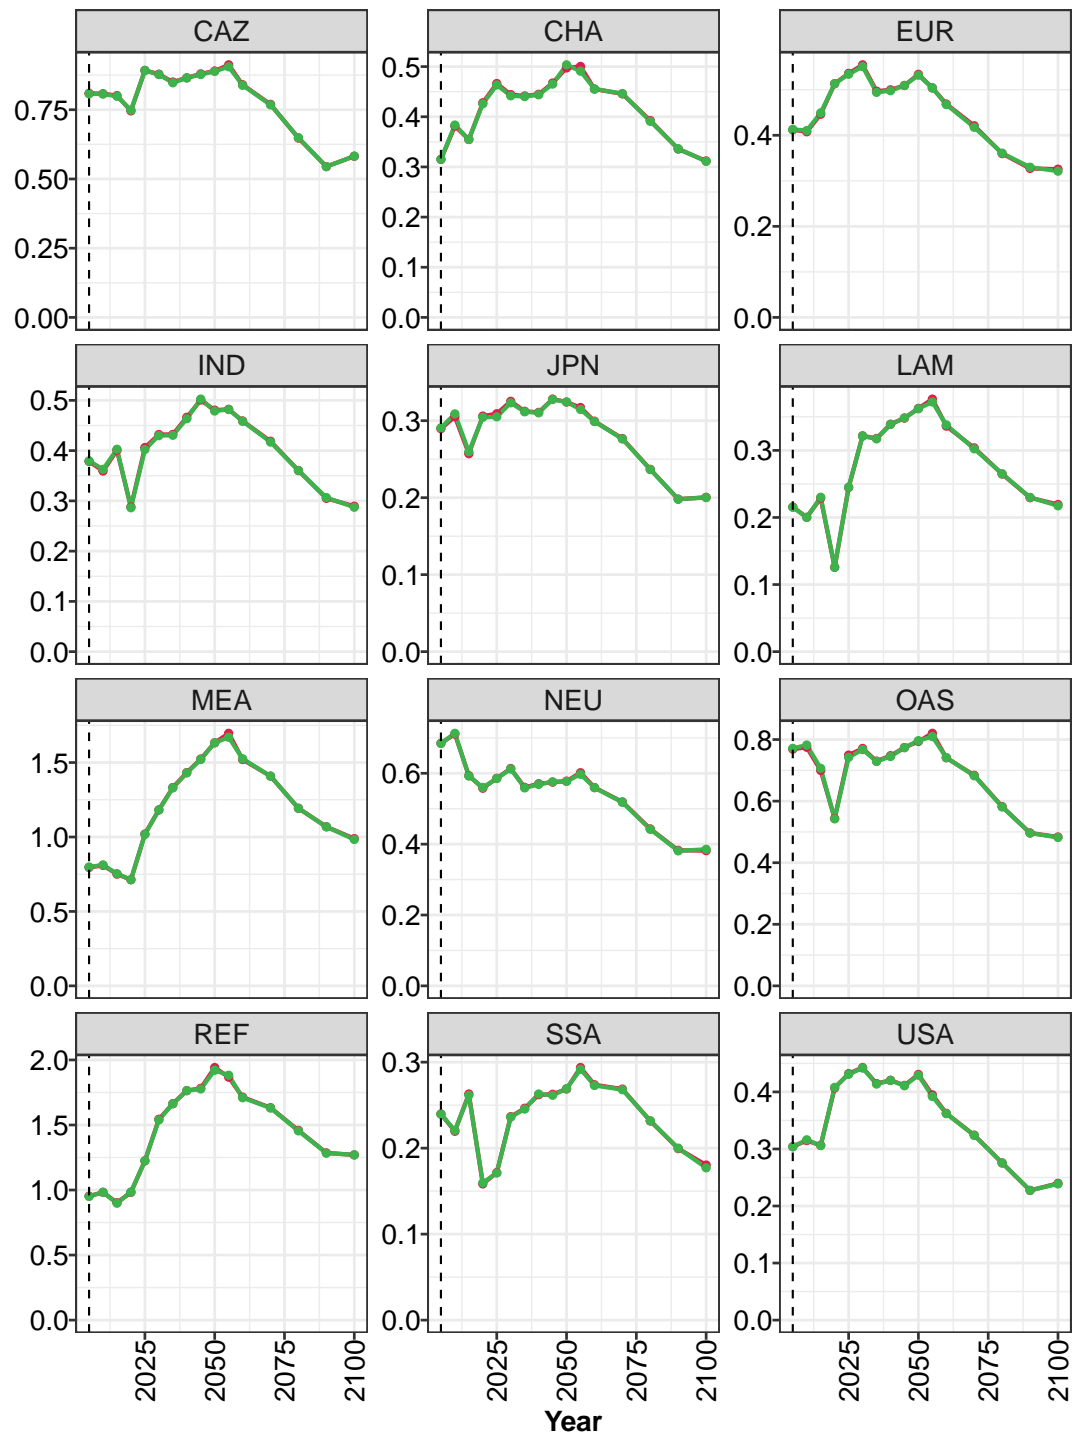 CAZ CHA EUR
0.75 0.5
0.50 0.4 0.4
0.25 0.3
0.00 0.2 0.2
0.1
0.0 0.0
IND JPN LAM
0.5 0.3 0.3
0.4
0.3 0.2 0.2
0.2
0.1 0.1 0.1
0.0 0.0 0.0
MEA NEU OAS
1.5 0.6 0.8
1.0 0.4 0.6
0.5 0.2 0.4
0.0 0.0 0.2
0.0
REF SSA USA
2.0 0.3
1.5 0.2 0.4
1.0 0.1 0.3
0.5 0.0 0.2
0.0 0.1
0.0
2025 2050 2075 2100 2025 2050 2075 2100 2025 2050 2075 2100
Year